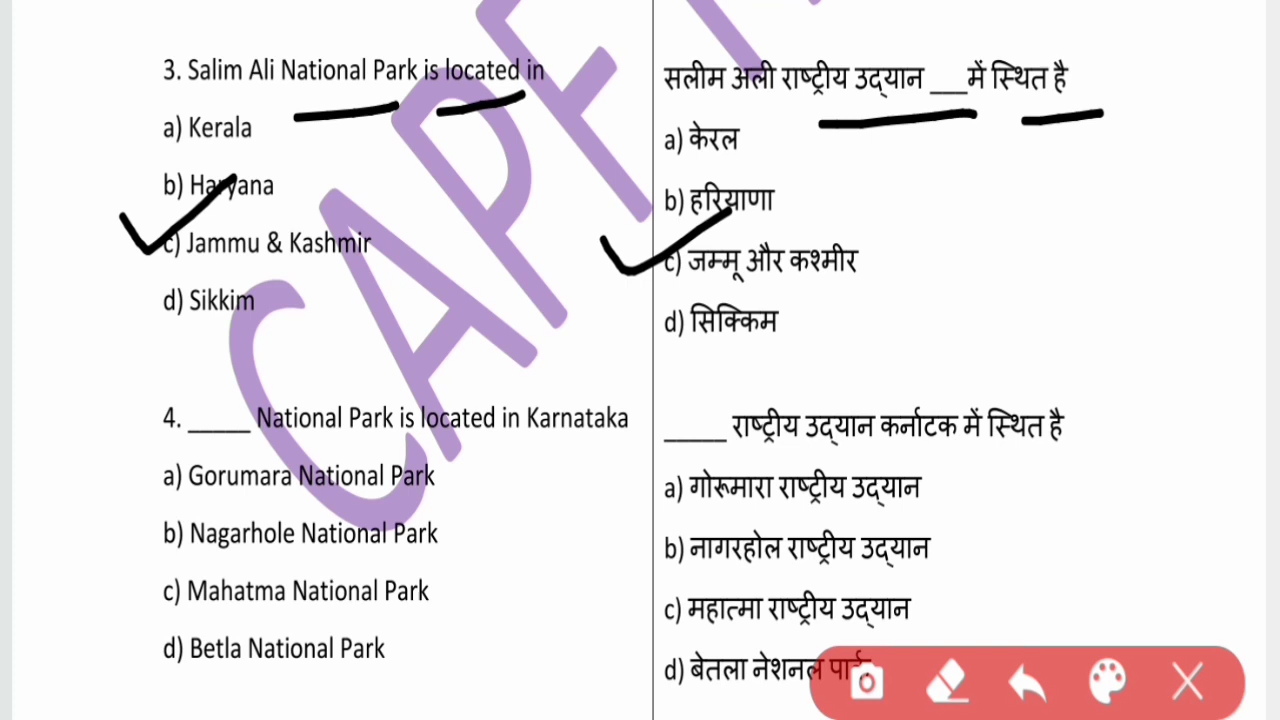 3. Salim Ali National Park is located in
a) Kerala
b) Haryana
c) Jammu & Kashmir
d) Sikkim
4. _____ National Park is located in Karnataka
a) Gorumara National Park
b) Nagarhole National Park
c) Mahatma National Park
d) Betla National Park
सलीम अली राष्ट्रीय उद्यान ___में स्थित है
a) केरल
b) हरियाणा
c) जम्मू और कश्मीर
d) सिक्किम
_____ राष्ट्रीय उद्यान कर्नाटक में स्थित है
a) गोरूमारा राष्ट्रीय उद्यान
b) नागरहोल राष्ट्रीय उद्यान
c) महात्मा राष्ट्रीय उद्यान
d) बेतला नेशनल पार्क